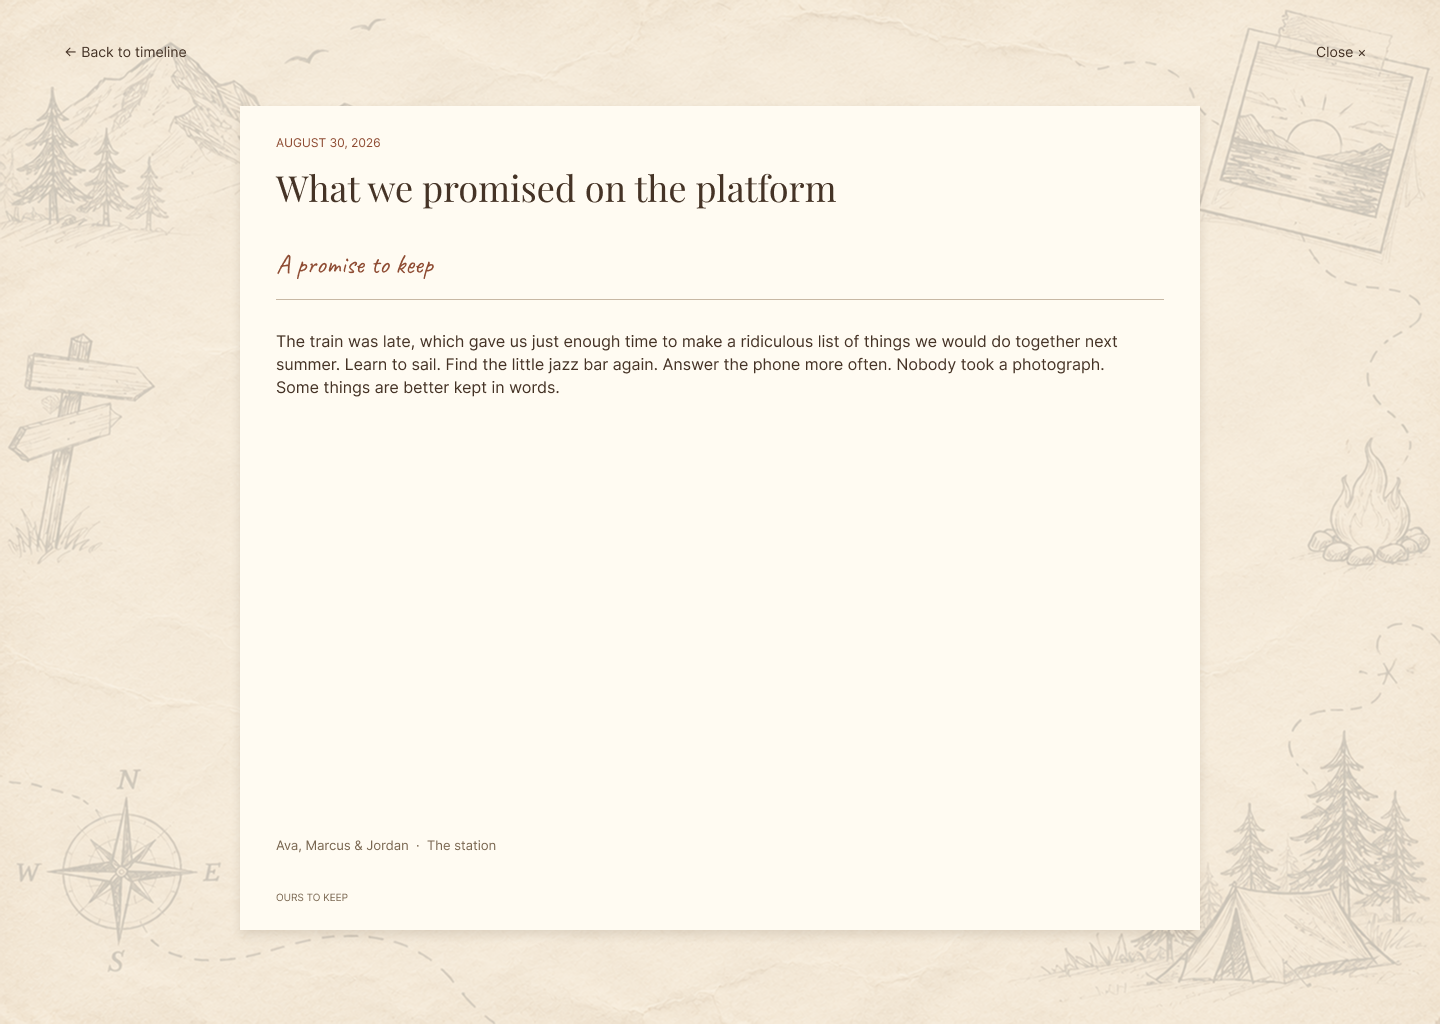 ← Back to timeline
Close ×
AUGUST 30, 2026
What we promised on the platform
A promise to keep
The train was late, which gave us just enough time to make a ridiculous list of things we would do together next
summer. Learn to sail. Find the little jazz bar again. Answer the phone more often. Nobody took a photograph.
Some things are better kept in words.
N
W
E
S
Ava, Marcus & Jordan · The station
OURS TO KEEP